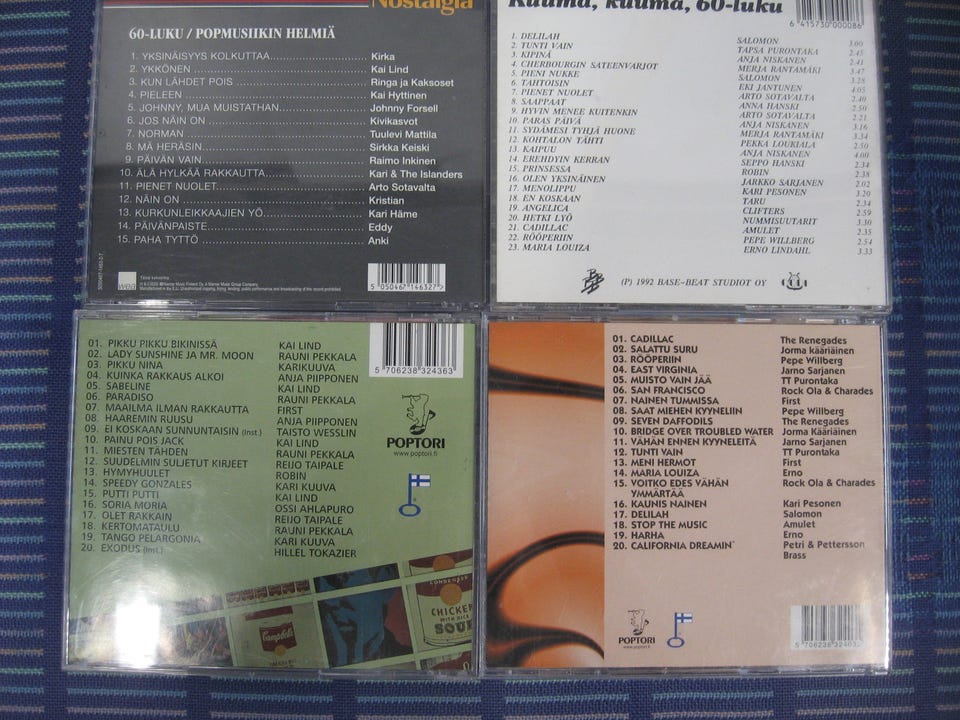 Nostalgia
60-LUKU / POPMUSIIKIN HELMIÄ
1. YKSINÄISYYS KOLKUTTAA Kirka
2. YKKÖNEN Kai Lind
3. KUN LÄHDET POIS Ringa ja Kaksoset
4. PIELEEN Kai Hyttinen
5. JOHNNY, MUA MUISTATHAN Johnny Forsell
6. JOS NÄIN ON Kivikasvot
7. NORMAN Tuulevi Mattila
8. MÄ HERÄSIN Sirkka Keiski
9. PÄIVÄN VAIN Raimo Inkinen
10. ÄLÄ HYLKÄÄ RAKKAUTTA Kari & The Islanders
11. PIENET NUOLET Arto Sotavalta
12. NÄIN ON Kristian
13. KURKUNLEIKKAAJIEN YÖ Kari Häme
14. PÄIVÄNPAISTE Eddy
15. PAHA TYTTÖ Anki
wea
5 050467 146327
Kuuma, kuuma, 60-luku
6 415730 000086
1. DELILAH SALOMON 3.00
2. TUNTI VAIN TAPSA PURONTAKA 2.45
3. KIPINÄ ANJA NISKANEN 2.41
4. CHERBOURGIN SATEENVARJOT MERJA RANTAMÄKI 3.47
5. PIENI NUKKE SALOMON 3.28
6. TAHTOISIN EKI JANTUNEN 4.05
7. PIENET NUOLET ARTO SOTAVALTA 2.40
8. SAAPPAAT ANNA HANSKI 2.50
9. HYVIN MENEE KUITENKIN ARTO SOTAVALTA 2.21
10. PARAS PÄIVÄ ANJA NISKANEN 3.16
11. SYDÄMESI TYHJÄ HUONE MERJA RANTAMÄKI 3.34
12. KOHTALON TÄHTI PEKKA LOUKIALA 2.50
13. KAIPUU ANJA NISKANEN 4.00
14. EREHDYIN KERRAN SEPPO HANSKI 2.34
15. PRINSESSA ROBIN 2.38
16. OLEN YKSINÄINEN JARKKO SARJANEN 2.02
17. MENOLIPPU KARI PESONEN 3.20
18. EN KOSKAAN TARU 2.34
19. ANGELICA CLIFTERS 2.59
20. HETKI LYÖ NUMMISUUTARIT 3.30
21. CADILLAC AMULET 2.35
22. RÖÖPERIIN PEPE WILLBERG 2.54
23. MARIA LOUIZA ERNO LINDAHL 3.33
(P) 1992 BASE-BEAT STUDIOT OY
01. PIKKU PIKKU BIKINISSÄ KAI LIND
02. LADY SUNSHINE JA MR. MOON RAUNI PEKKALA
03. PIKKU NINA KARIKUUVA
04. KUINKA RAKKAUS ALKOI ANJA PIIPPONEN
05. SABELINE KAI LIND
06. PARADISO RAUNI PEKKALA
07. MAAILMA ILMAN RAKKAUTTA FIRST
08. HAAREMIN RUUSU ANJA PIIPPONEN
09. EI KOSKAAN SUNNUNTAISIN (Inst.) TAISTO WESSLIN
10. PAINU POIS JACK KAI LIND
11. MIESTEN TÄHDEN RAUNI PEKKALA
12. SUUDELMIN SULJETUT KIRJEET REIJO TAIPALE
13. HYMYHUULET ROBIN
14. SPEEDY GONZALES KARI KUUVA
15. PUTTI PUTTI KAI LIND
16. SORIA MORIA OSSI AHLAPURO
17. OLET RAKKAIN REIJO TAIPALE
18. KERTOMATAULU RAUNI PEKKALA
19. TANGO PELARGONIA KARI KUUVA
20. EXODUS (Inst.) HILLEL TOKAZIER
5 706238 324363
POPTORI
www.poptori.fi
Campbell's
CONDENSED
CHICKEN
WITH RICE
SOUP
01. CADILLAC The Renegades
02. SALATTU SURU Jorma kääriäinen
03. RÖÖPERIIN Pepe Willberg
04. EAST VIRGINIA Jarno Sarjanen
05. MUISTO VAIN JÄÄ TT Purontaka
06. SAN FRANCISCO Rock Ola & Charades
07. NAINEN TUMMISSA First
08. SAAT MIEHEN KYYNELIIN Pepe Willberg
09. SEVEN DAFFODILS The Renegades
10. BRIDGE OVER TROUBLED WATER Jorma Kääriäinen
11. VÄHÄN ENNEN KYYNELEITÄ Jarno Sarjanen
12. TUNTI VAIN TT Purontaka
13. MENI HERMOT First
14. MARIA LOUIZA Erno
15. VOITKO EDES VÄHÄN Rock Ola & Charades
YMMÄRTÄÄ
16. KAUNIS NAINEN Kari Pesonen
17. DELILAH Salomon
18. STOP THE MUSIC Amulet
19. HARHA Erno
20. CALIFORNIA DREAMIN' Petri & Pettersson
Brass
POPTORI
www.poptori.fi